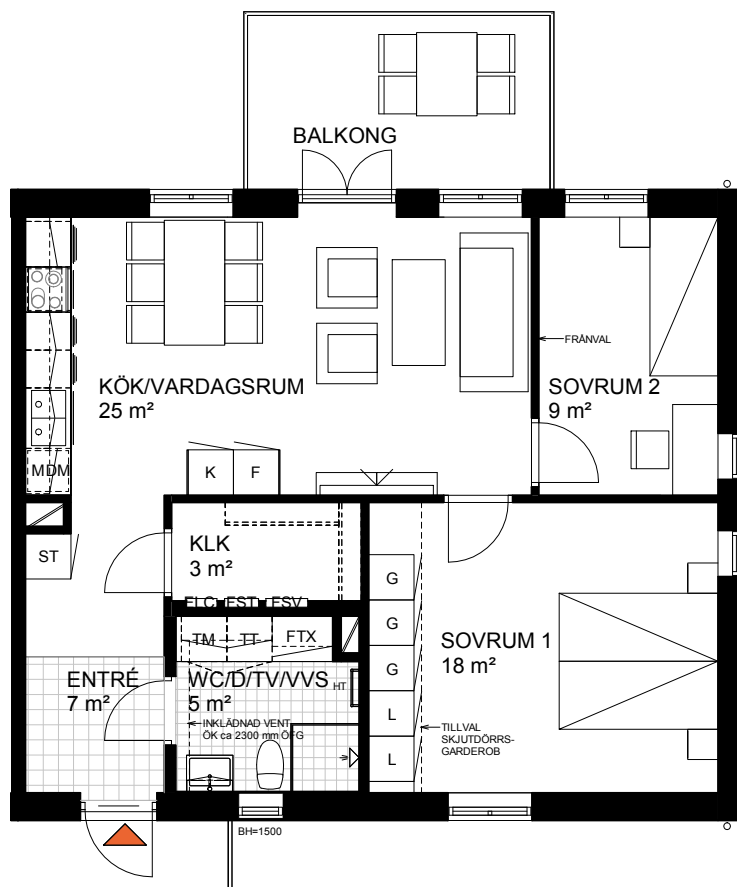 BALKONG
FRÅNVAL
KÖK/VARDAGSRUM
25 m²
SOVRUM 2
9 m²
MDM
K
F
ST
KLK
3 m²
ELC
EST
ESV
TM
TT
FTX
G
G
G
L
L
SOVRUM 1
18 m²
ENTRÉ
7 m²
WC/D/TV/VVS
5 m²
HT
INKLÄDNAD VENT
ÖK ca 2300 mm ÖFG
TILLVAL
SKJUTDÖRRS-
GARDEROB
BH=1500